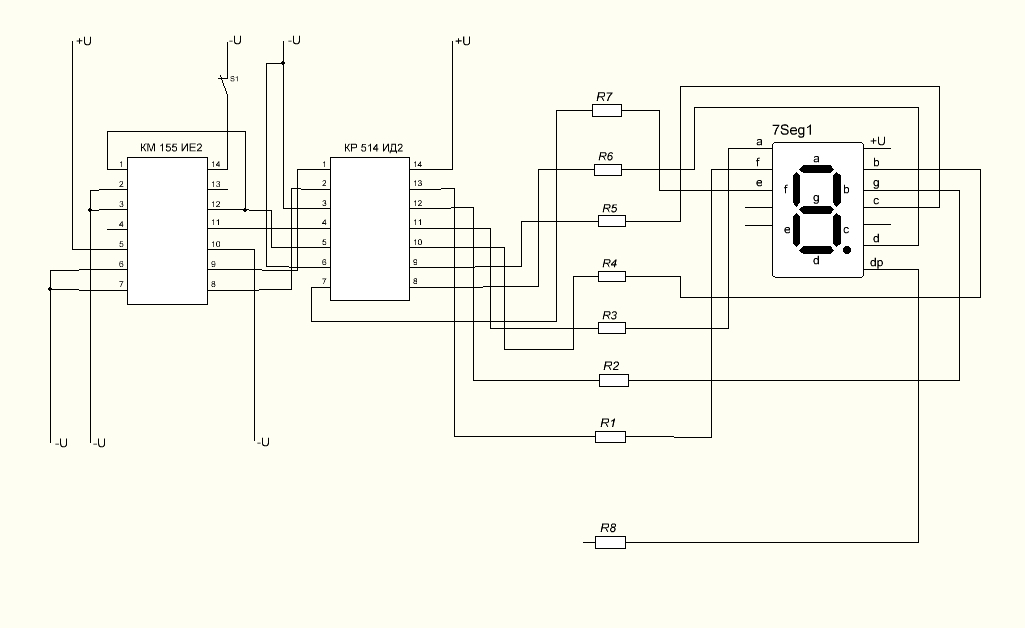 +U
-U
-U
+U
S1
КМ 155 ИЕ2
1
2
3
4
5
6
7
14
13
12
11
10
9
8
КР 514 ИД2
1
2
3
4
5
6
7
14
13
12
11
10
9
8
R7
R6
R5
R4
R3
R2
R1
R8
7Seg1
a
f
e
+U
b
g
c
d
dp
a
f
b
g
e
c
d
-U
-U
-U